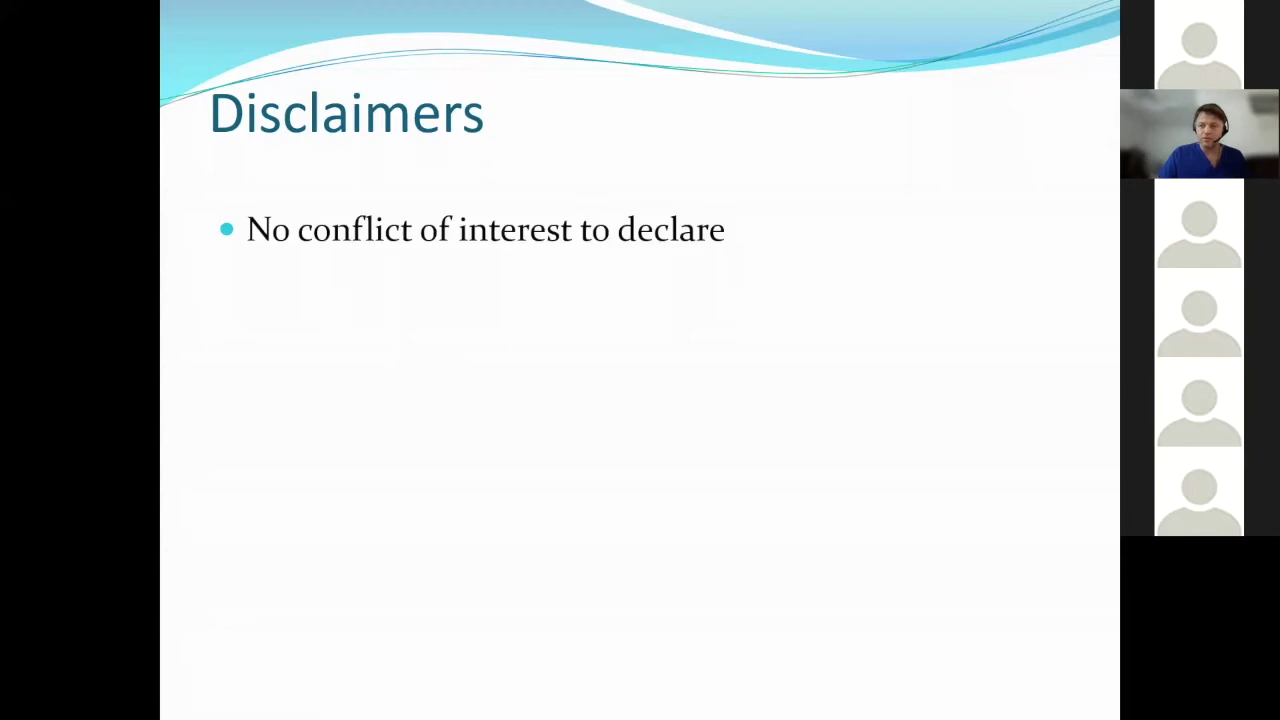 Disclaimers
No conflict of interest to declare